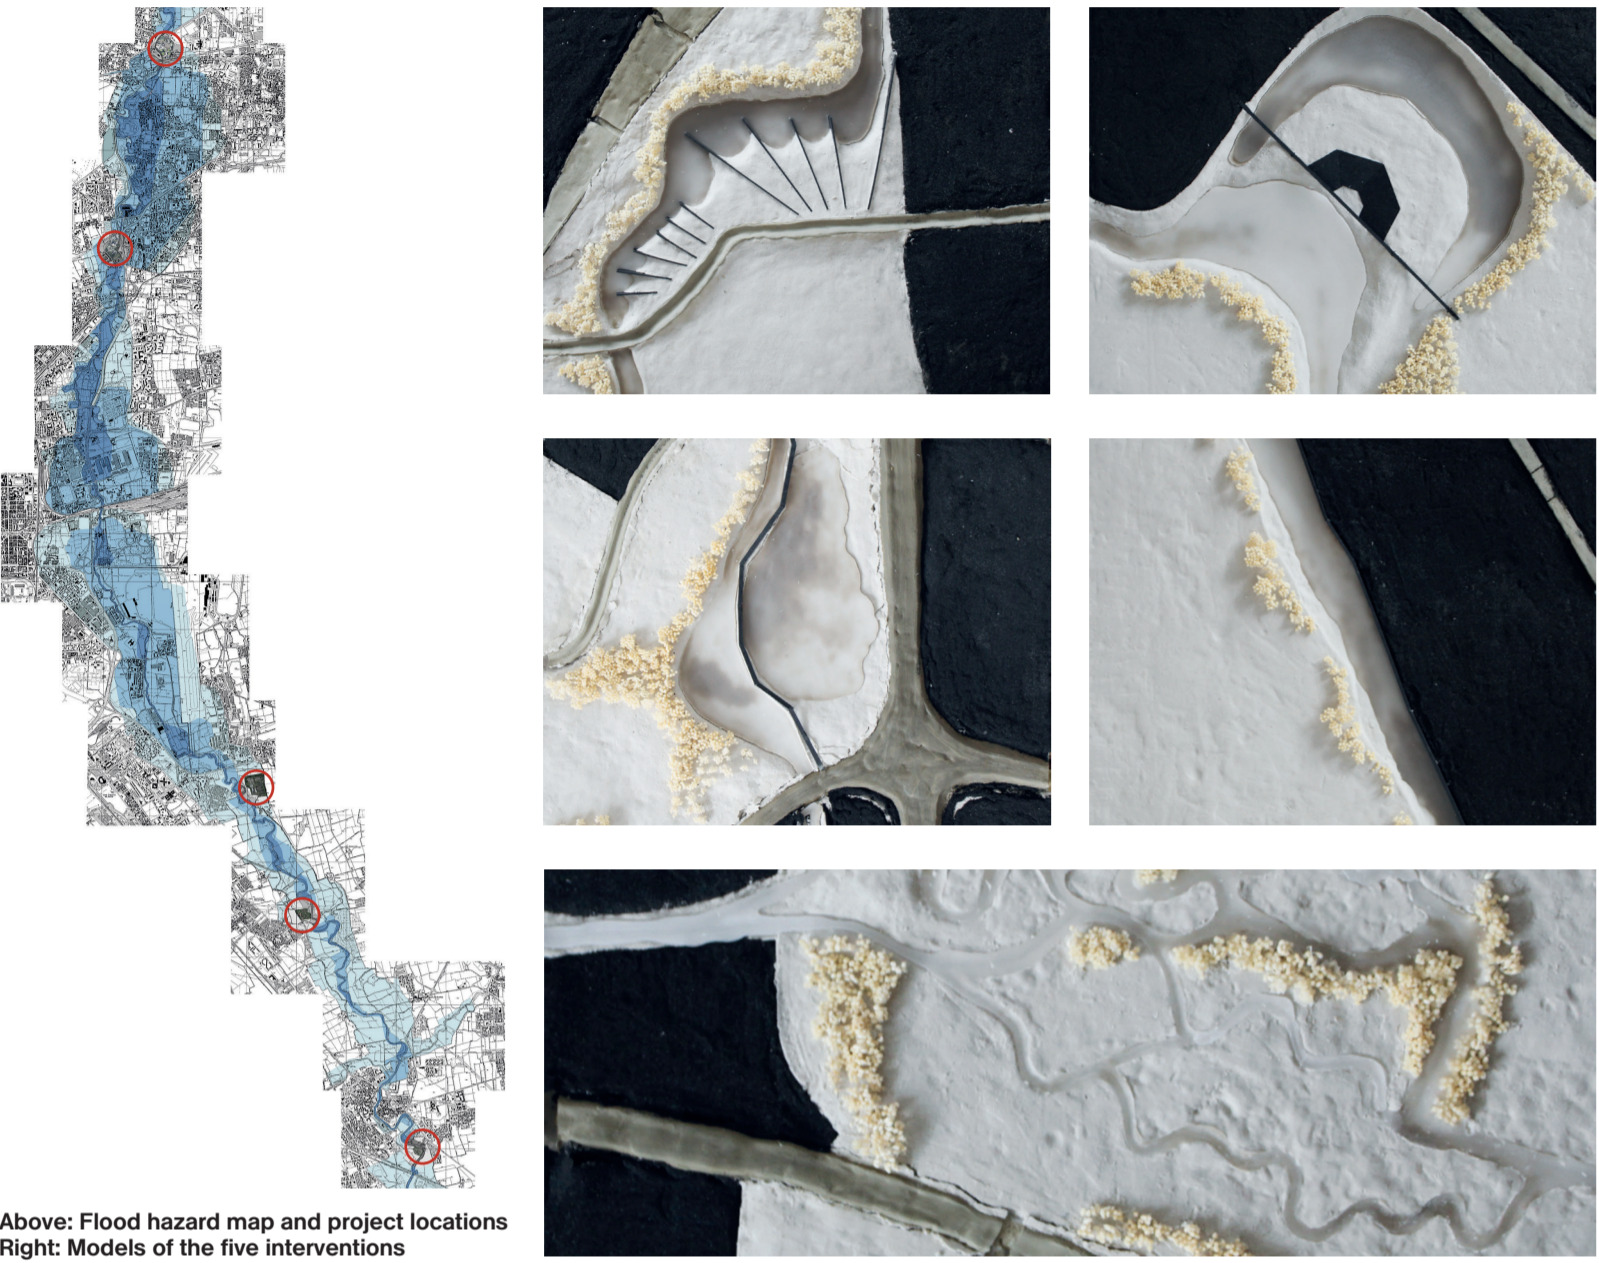 Above: Flood hazard map and project locations
Right: Models of the five interventions